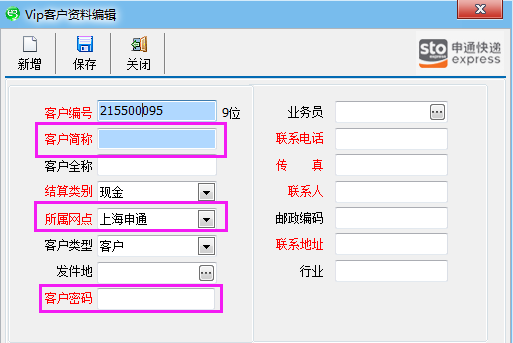 Vip客户资料编辑
新增 保存 关闭
sto express 申通快递 express
客户编号 215500095 9位
客户简称
客户全称
结算类别 现金
所属网点 上海申通
客户类型 客户
发件地 ...
客户密码
业务员 ...
联系电话
传 真
联系人
邮政编码
联系地址
行业